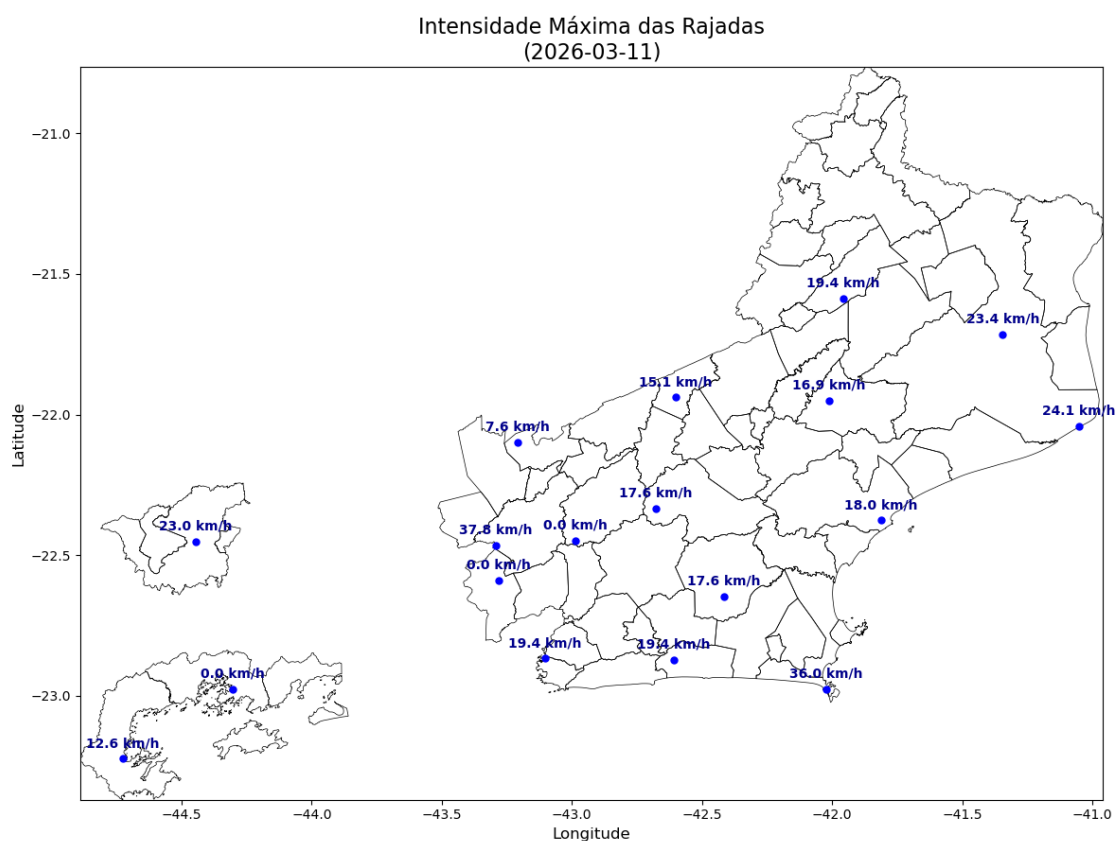 Intensidade Máxima das Rajadas
(2026-03-11)
Latitude
−21.0
−21.5
−22.0
−22.5
−23.0
19.4 km/h
23.4 km/h
15.1 km/h
16.9 km/h
24.1 km/h
7.6 km/h
17.6 km/h
18.0 km/h
23.0 km/h
37.8 km/h
0.0 km/h
0.0 km/h
17.6 km/h
19.4 km/h
19.4 km/h
0.0 km/h
36.0 km/h
12.6 km/h
−44.5
−44.0
−43.5
−43.0
−42.5
−42.0
−41.5
−41.0
Longitude